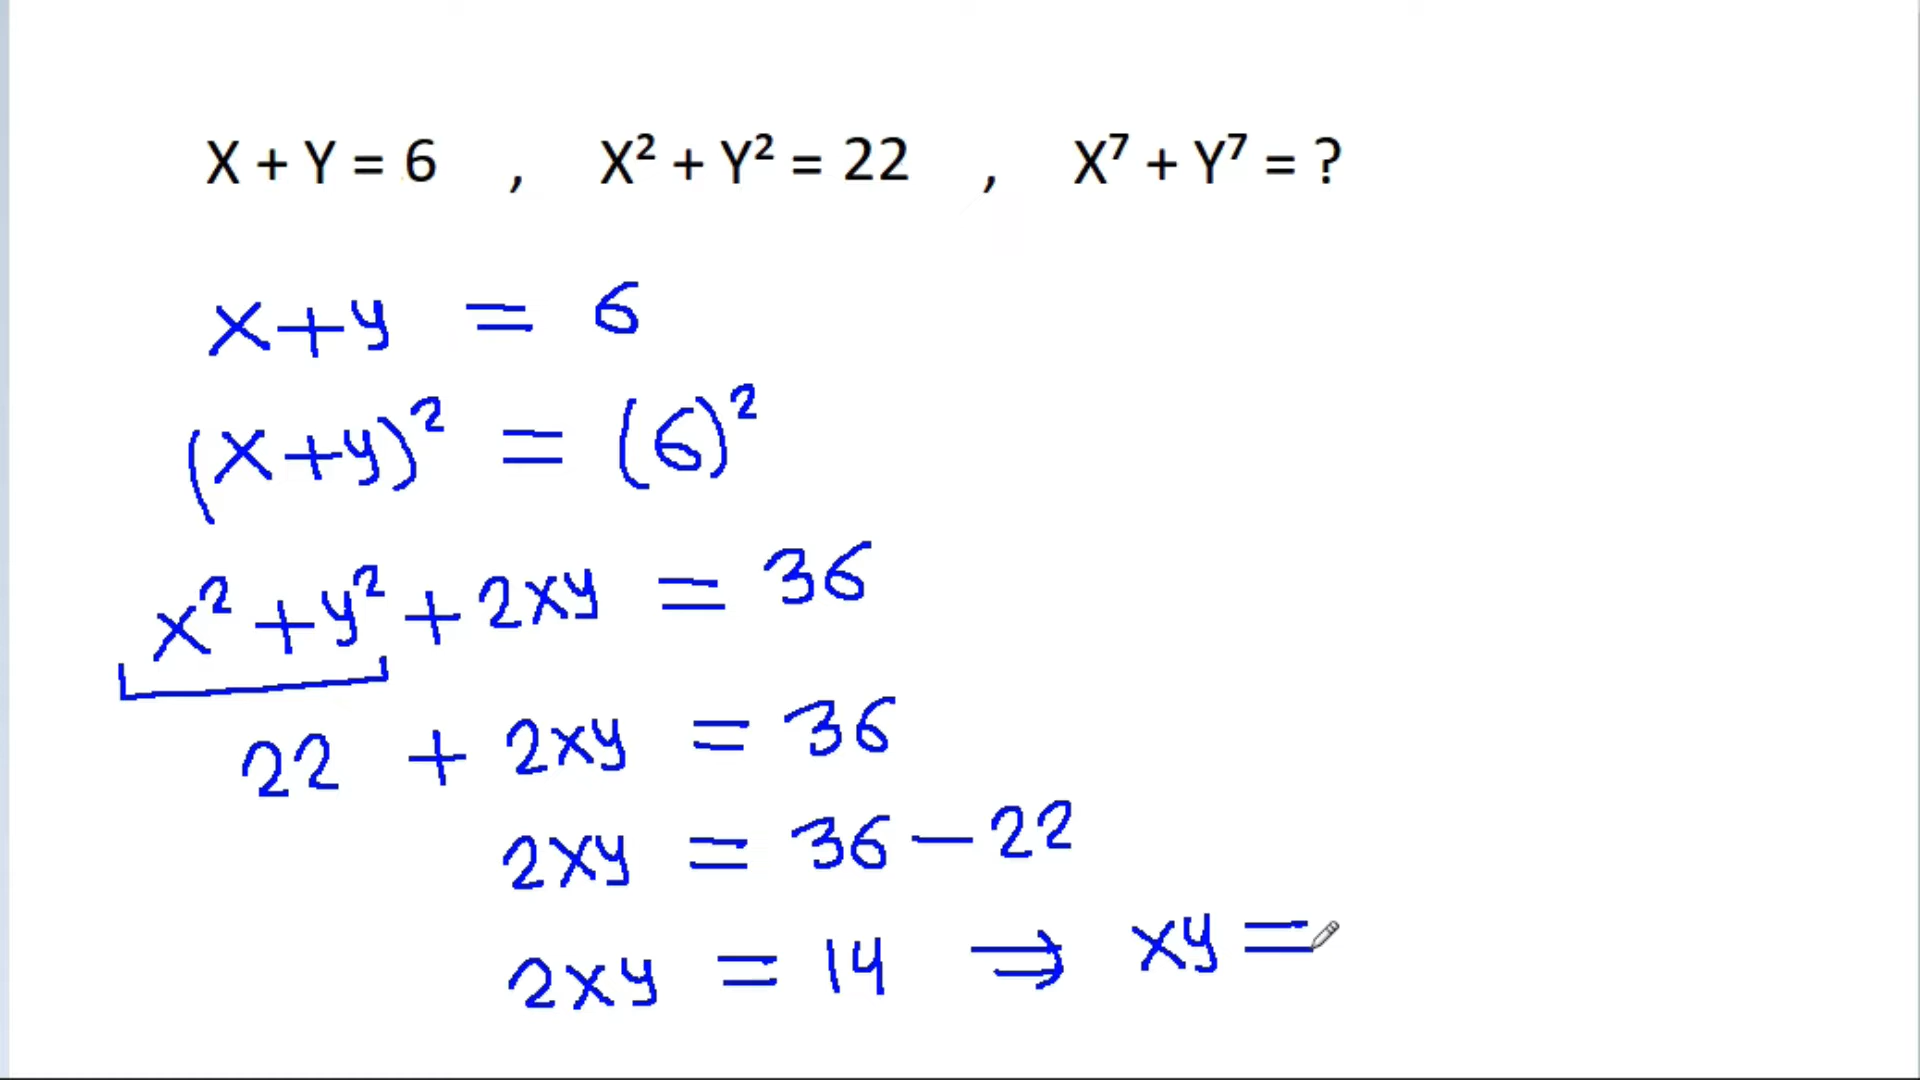 X + Y = 6 , X² + Y² = 22 , X⁷ + Y⁷ = ?
x+y = 6
(x+y)² = (6)²
x² + y² + 2xy = 36
22 + 2xy = 36
2xy = 36 − 22
2xy = 14 ⇒ xy =